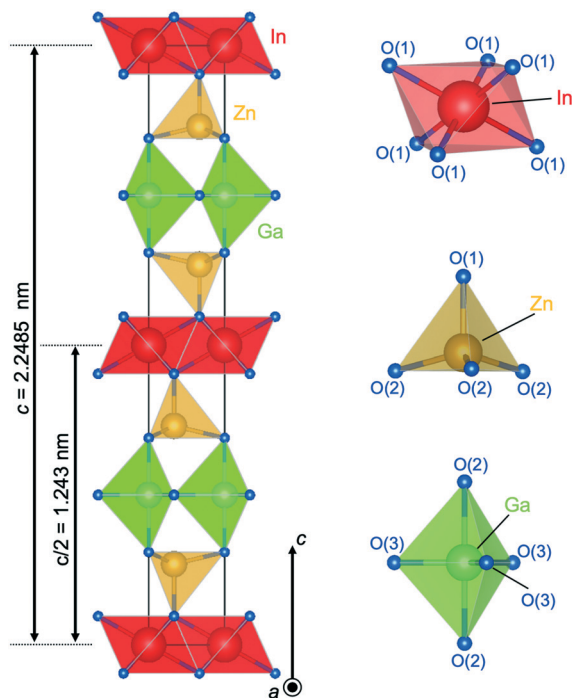 In
Zn
Ga
c = 2.2485 nm
c/2 = 1.243 nm
c
a
O(1)
O(1)
O(1)
In
O(1)
O(1)
O(1)
O(1)
Zn
O(2)
O(2)
O(2)
O(2)
Ga
O(3)
O(3)
O(3)
O(2)